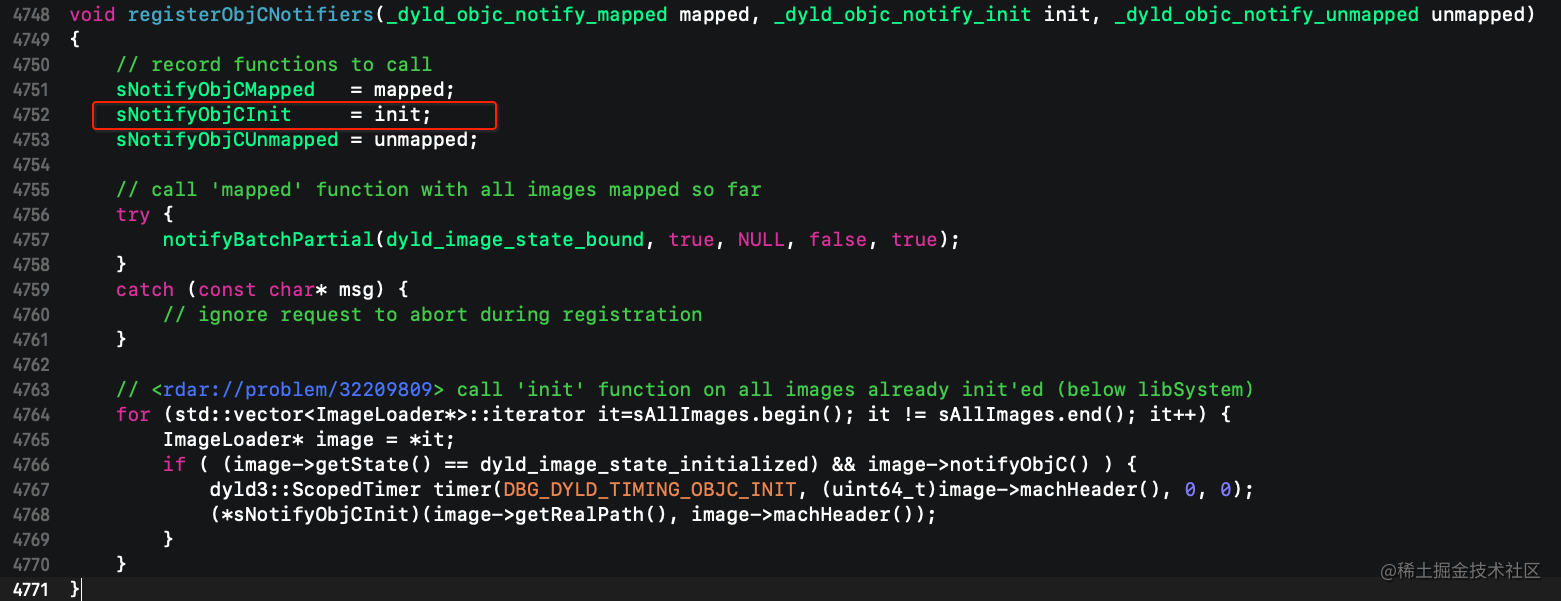 4748 void registerObjCNotifiers(_dyld_objc_notify_mapped mapped, _dyld_objc_notify_init init, _dyld_objc_notify_unmapped unmapped)
4749 {
4750     // record functions to call
4751     sNotifyObjCMapped   = mapped;
4752     sNotifyObjCInit     = init;
4753     sNotifyObjCUnmapped = unmapped;
4754
4755     // call 'mapped' function with all images mapped so far
4756     try {
4757         notifyBatchPartial(dyld_image_state_bound, true, NULL, false, true);
4758     }
4759     catch (const char* msg) {
4760         // ignore request to abort during registration
4761     }
4762
4763     // <rdar://problem/32209809> call 'init' function on all images already init'ed (below libSystem)
4764     for (std::vector<ImageLoader*>::iterator it=sAllImages.begin(); it != sAllImages.end(); it++) {
4765         ImageLoader* image = *it;
4766         if ( (image->getState() == dyld_image_state_initialized) && image->notifyObjC() ) {
4767             dyld3::ScopedTimer timer(DBG_DYLD_TIMING_OBJC_INIT, (uint64_t)image->machHeader(), 0, 0);
4768             (*sNotifyObjCInit)(image->getRealPath(), image->machHeader());
4769         }
4770     }
4771 }
@稀土掘金技术社区